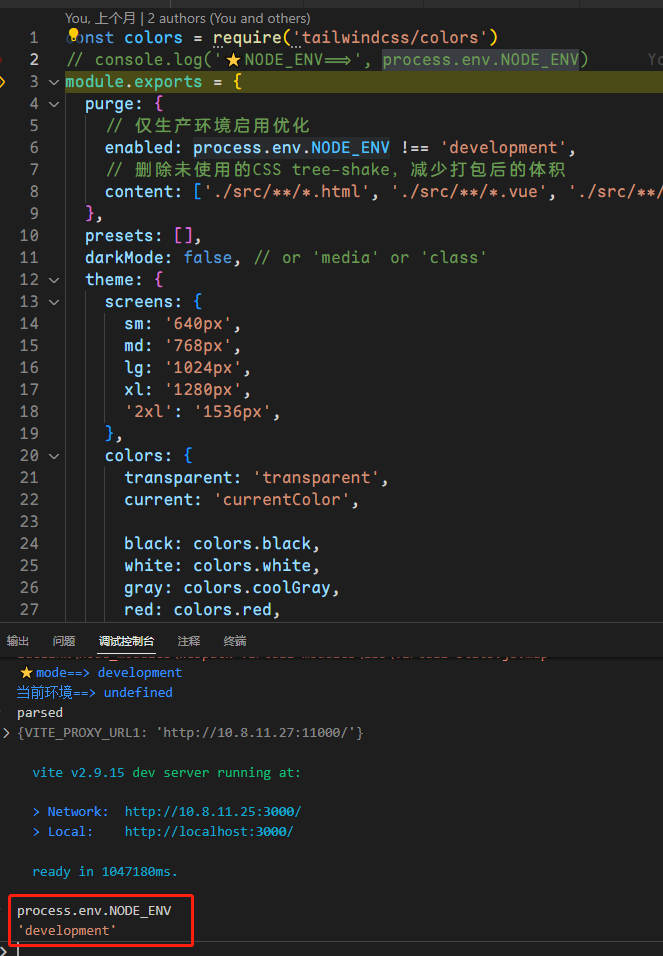 You, 上个月 | 2 authors (You and others)
1 const colors = require('tailwindcss/colors')
2 // console.log('⭐NODE_ENV==>', process.env.NODE_ENV)
3 module.exports = {
4 purge: {
5 // 仅生产环境启用优化
6 enabled: process.env.NODE_ENV !== 'development',
7 // 删除未使用的CSS tree-shake，减少打包后的体积
8 content: ['./src/**/*.html', './src/**/*.vue', './src/**/
9 },
10 presets: [],
11 darkMode: false, // or 'media' or 'class'
12 theme: {
13 screens: {
14 sm: '640px',
15 md: '768px',
16 lg: '1024px',
17 xl: '1280px',
18 '2xl': '1536px',
19 },
20 colors: {
21 transparent: 'transparent',
22 current: 'currentColor',
23
24 black: colors.black,
25 white: colors.white,
26 gray: colors.coolGray,
27 red: colors.red,
输出 问题 调试控制台 注释 终端
⭐mode==> development
当前环境==> undefined
parsed
> {VITE_PROXY_URL1: 'http://10.8.11.27:11000/'}
vite v2.9.15 dev server running at:
> Network: http://10.8.11.25:3000/
> Local: http://localhost:3000/
ready in 1047180ms.
process.env.NODE_ENV
'development'